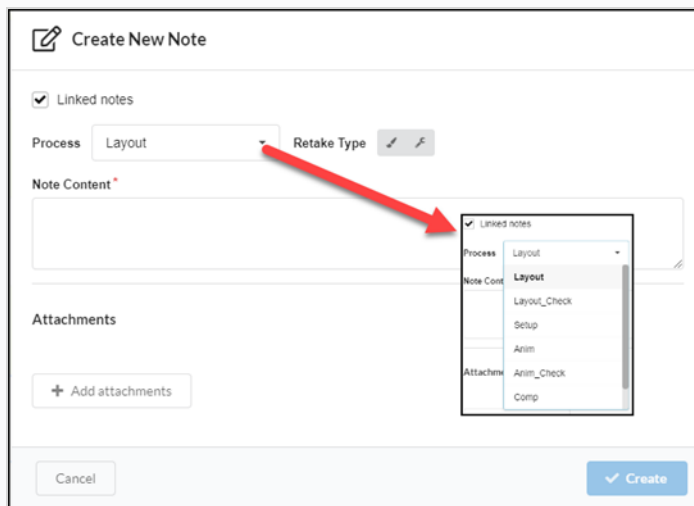 Create New Note
Linked notes
Process Layout Retake Type
Note Content*
Linked notes
Process Layout
Note Cont
Layout
Layout_Check
Setup
Anim
Attachme
Anim_Check
Comp
Attachments
+ Add attachments
Cancel
Create